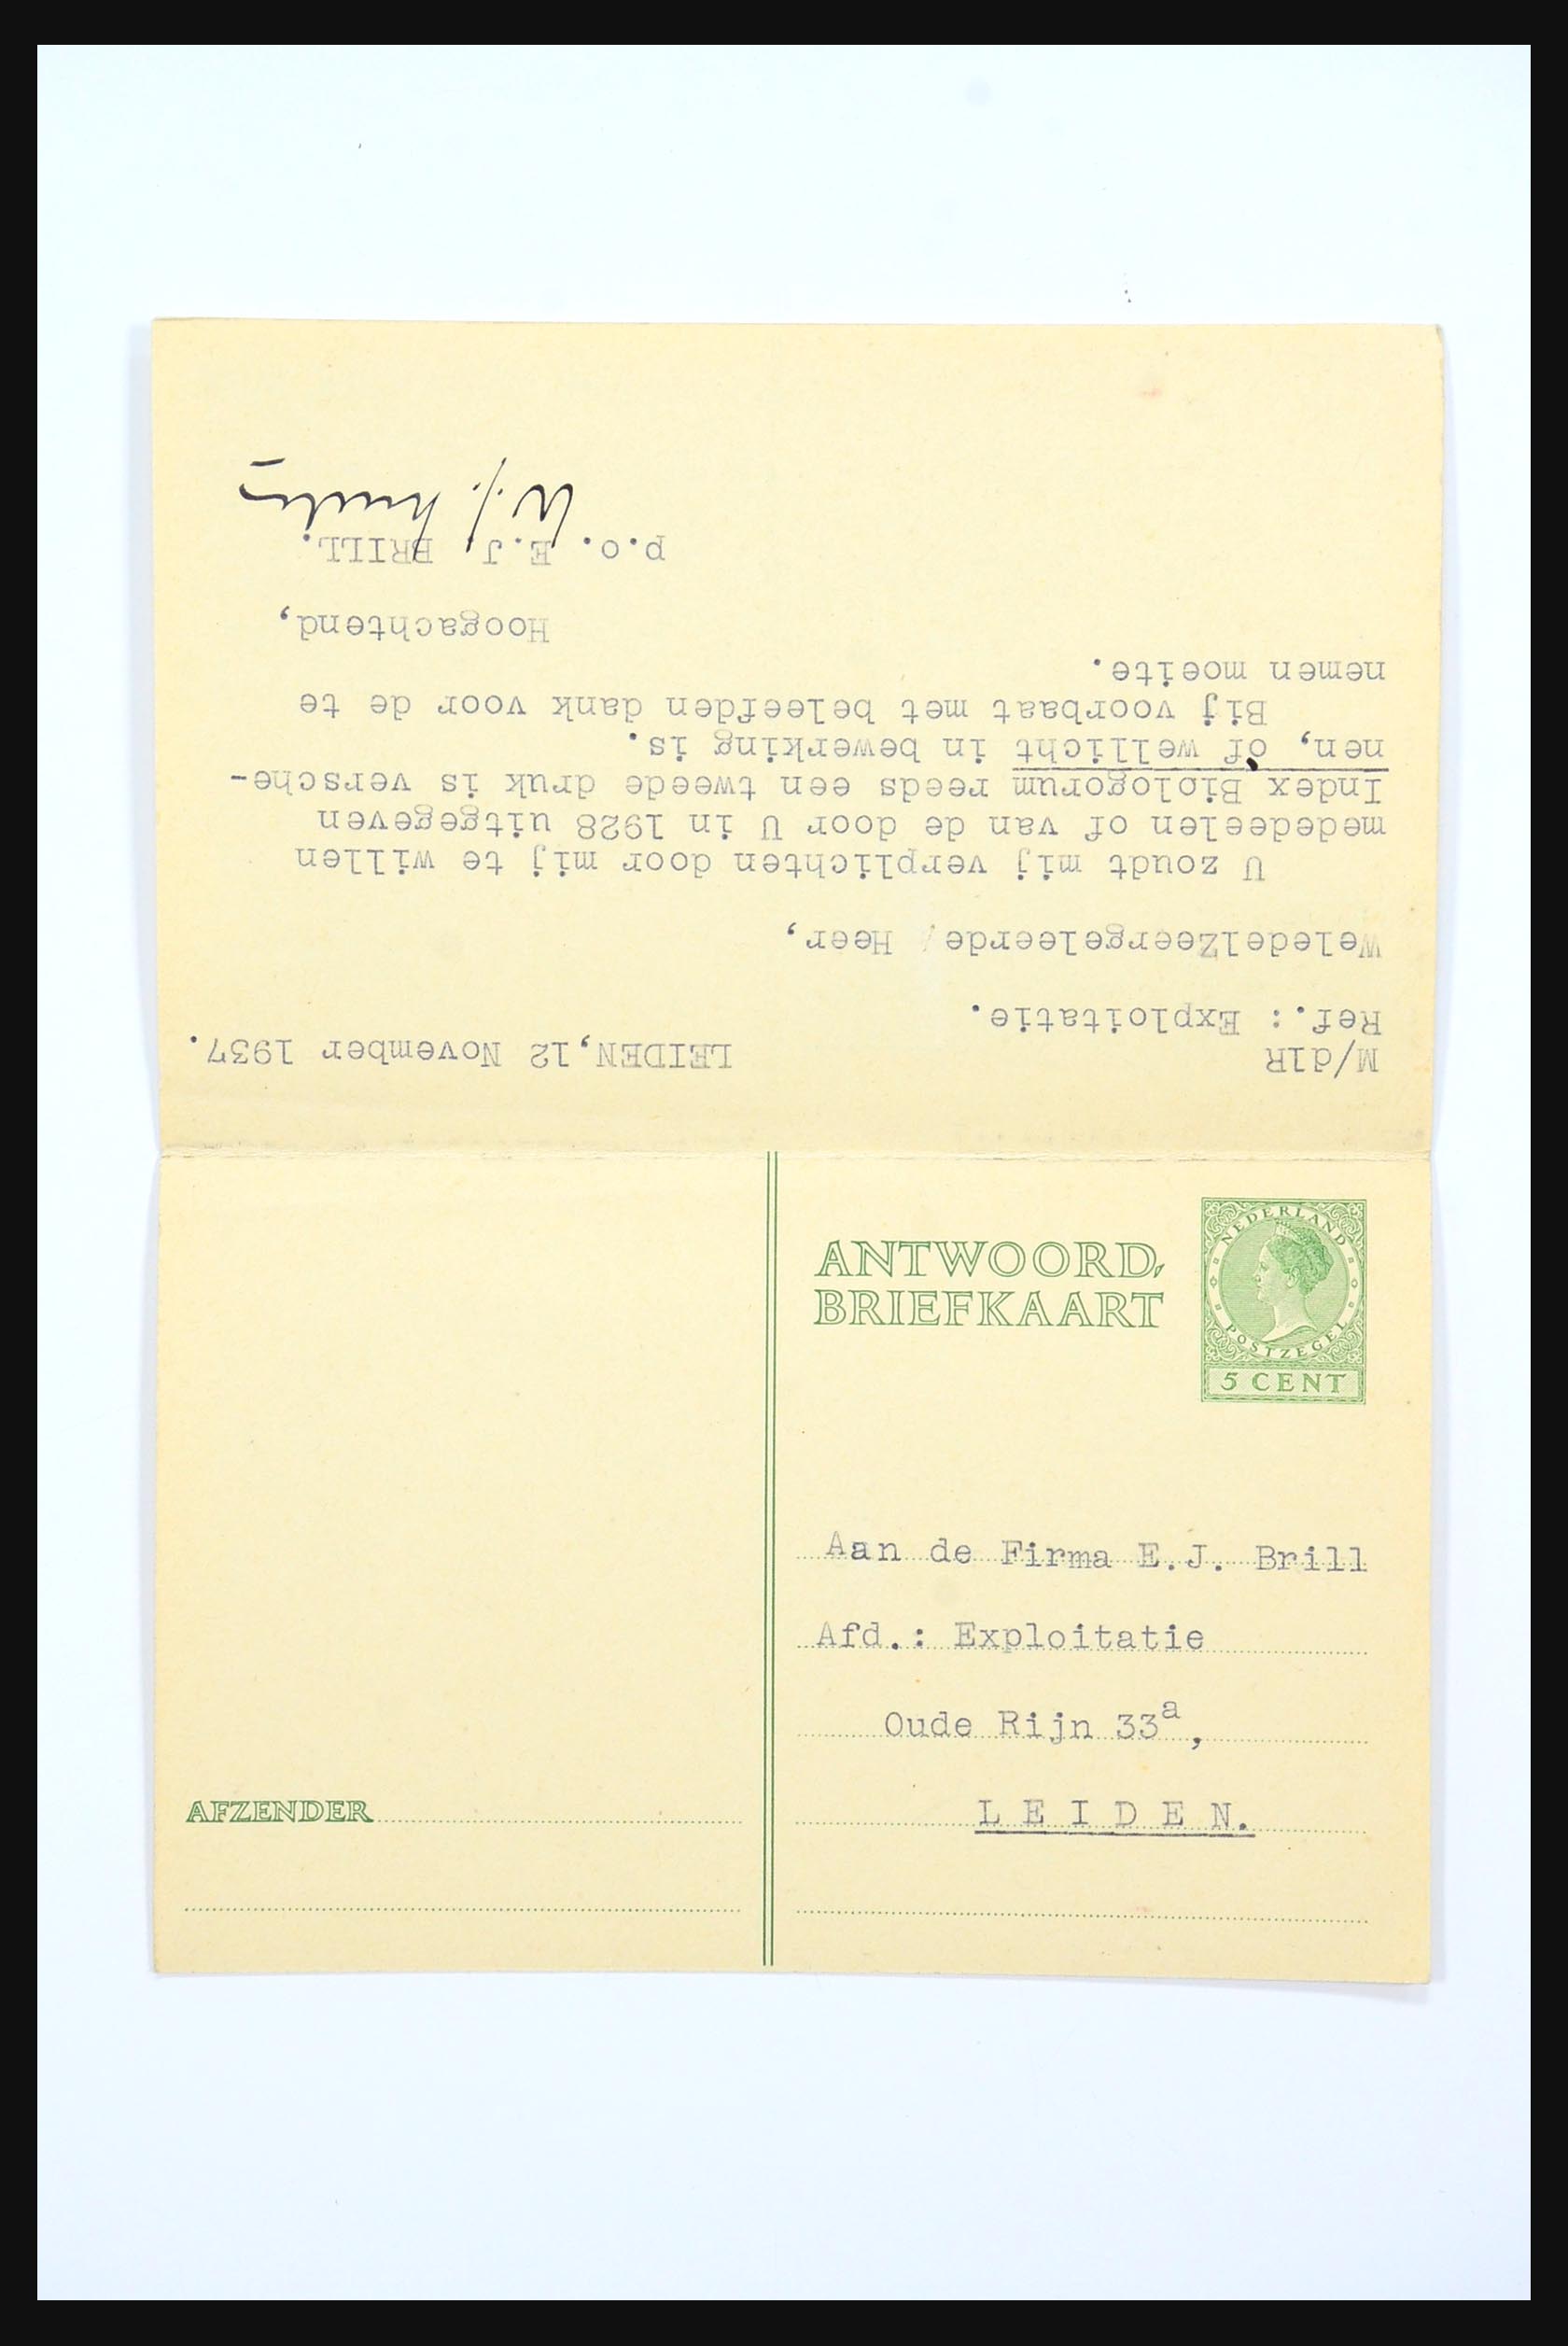 M/dlR
LEIDEN,12 November 1937.
Ref.: Exploitatie.
WeledelZeergeleerde, Heer,
U zoudt mij verplichten door mij te willen
mededeelen of van de door U in 1928 uitgegeven
Index Biologorum reeds een tweede druk is versche-
nen, óf wellicht in bewerking is.
Bij voorbaat met beleefden dank voor de te
nemen moeite.
Hoogachtend,
p.o. E.J. BRILL.
W.J.
ANTWOORD,
BRIEFKAART
NEDERLAND
POSTZEGEL
5 CENT
Aan de Firma E.J. Brill
Afd.: Exploitatie
Oude Rijn 33a,
L E I D E N.
AFZENDER